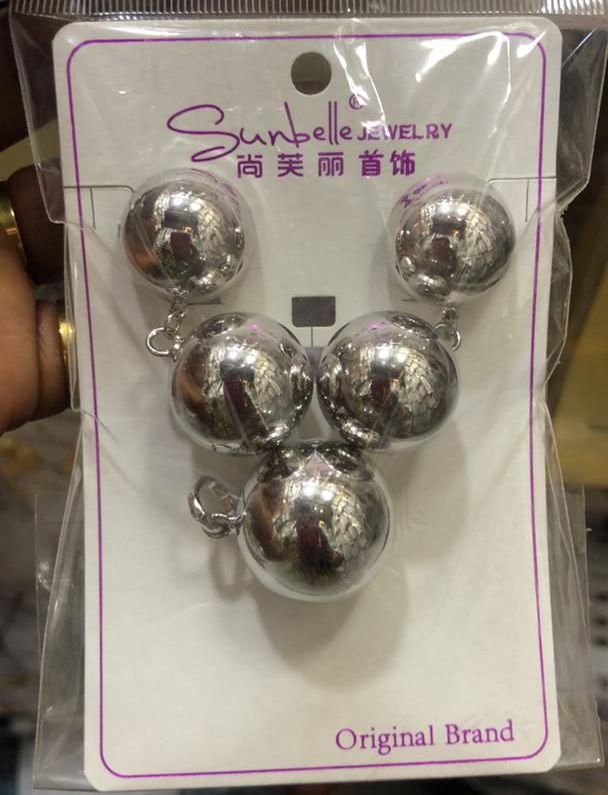 Sunbelle® JEWELRY
尚芙丽首饰
Original Brand